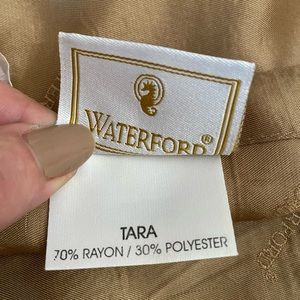 WATERFORD®
TARA
70% RAYON / 30% POLYESTER